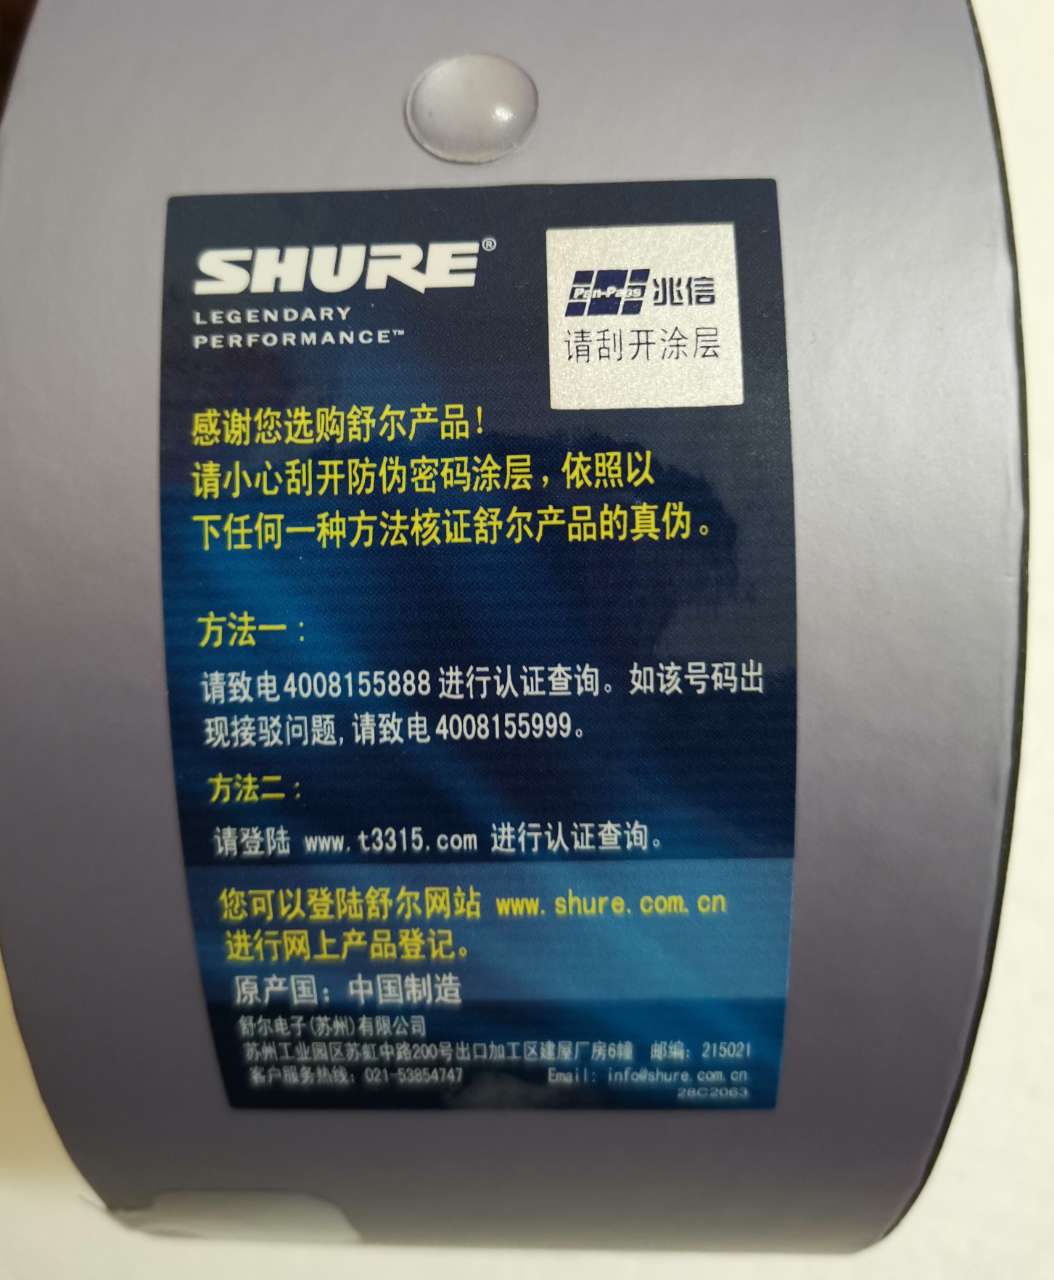 SHURE®
LEGENDARY
PERFORMANCE™
Pan-Pass 兆信
请刮开涂层
感谢您选购舒尔产品！
请小心刮开防伪密码涂层，依照以
下任何一种方法核证舒尔产品的真伪。
方法一：
请致电4008155888进行认证查询。如该号码出
现接驳问题,请致电4008155999。
方法二：
请登陆 www.t3315.com 进行认证查询。
您可以登陆舒尔网站 www.shure.com.cn
进行网上产品登记。
原产国：中国制造
舒尔电子(苏州)有限公司
苏州工业园区苏虹中路200号出口加工区建屋厂房6幢 邮编：215021
客户服务热线：021-53854747 Email: info@shure.com.cn
28C2063